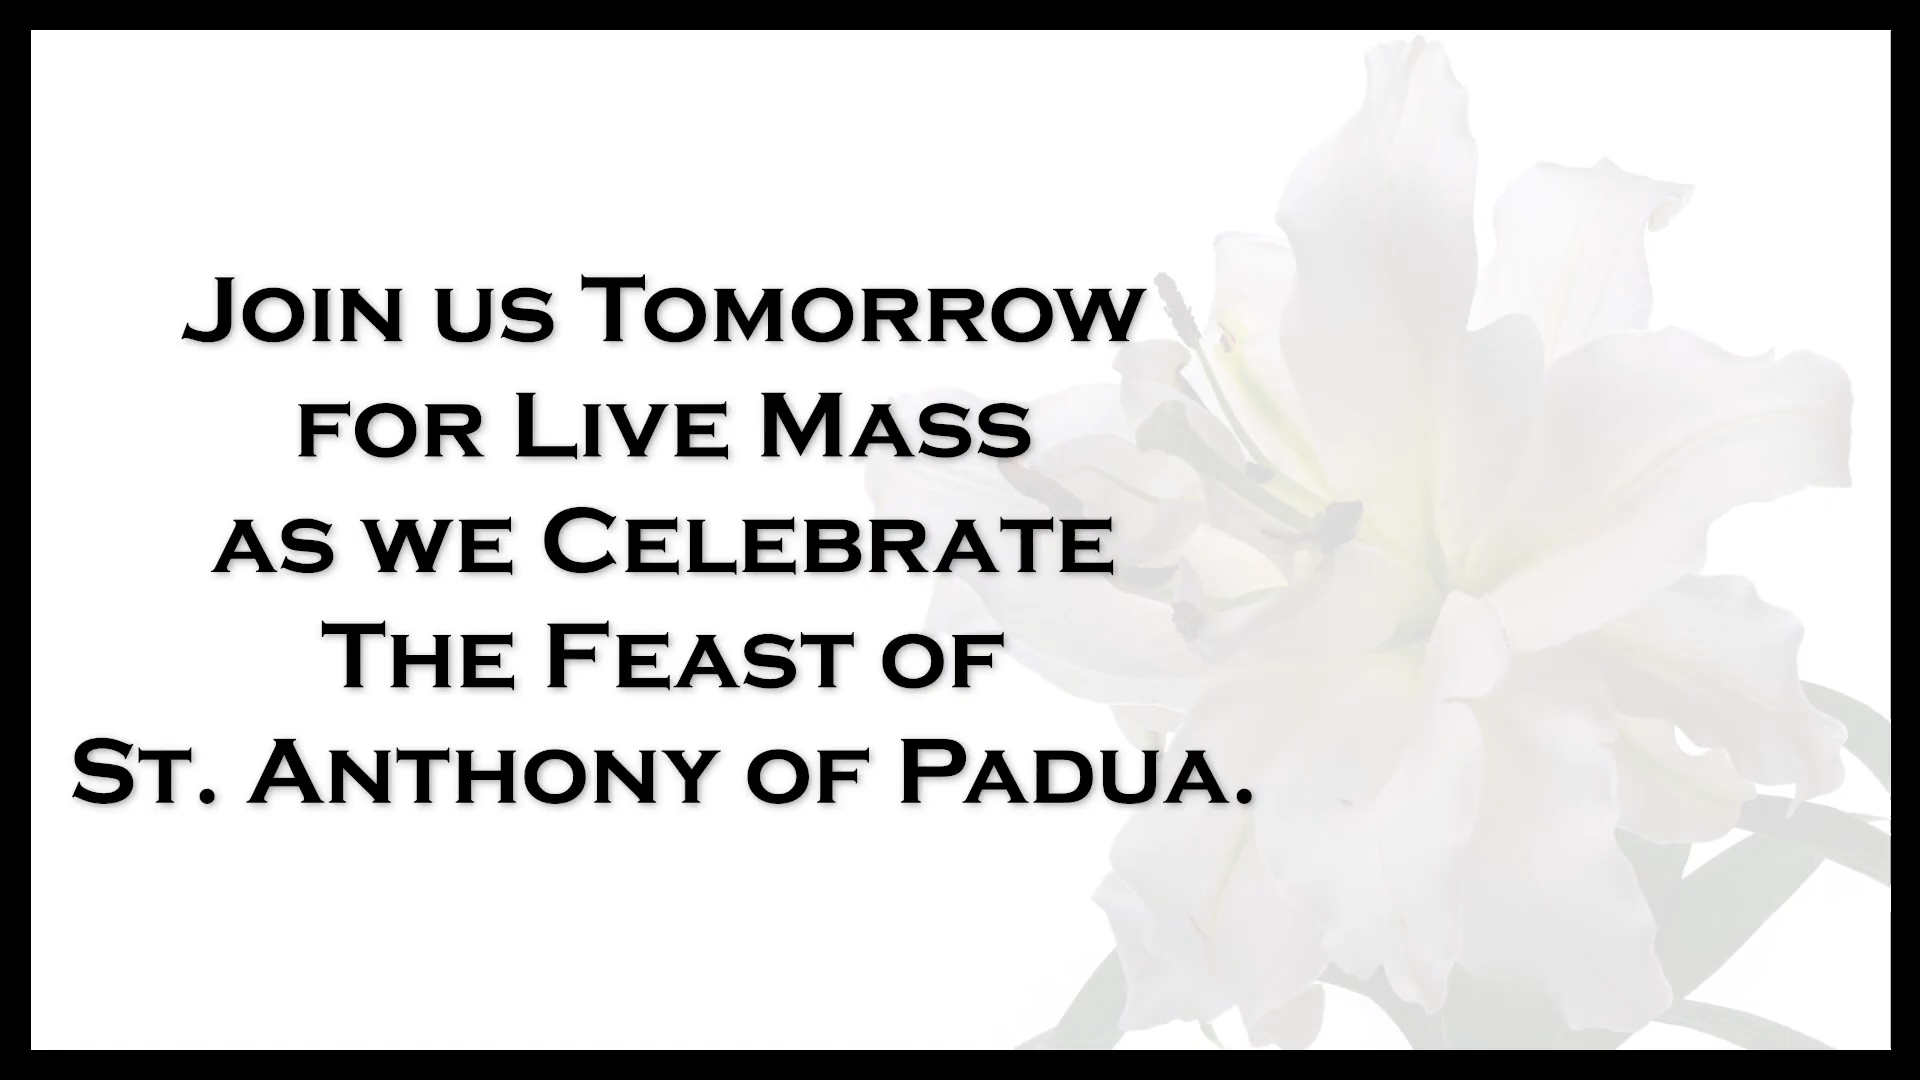 Join us Tomorrow
for Live Mass
as we Celebrate
The Feast of
St. Anthony of Padua.